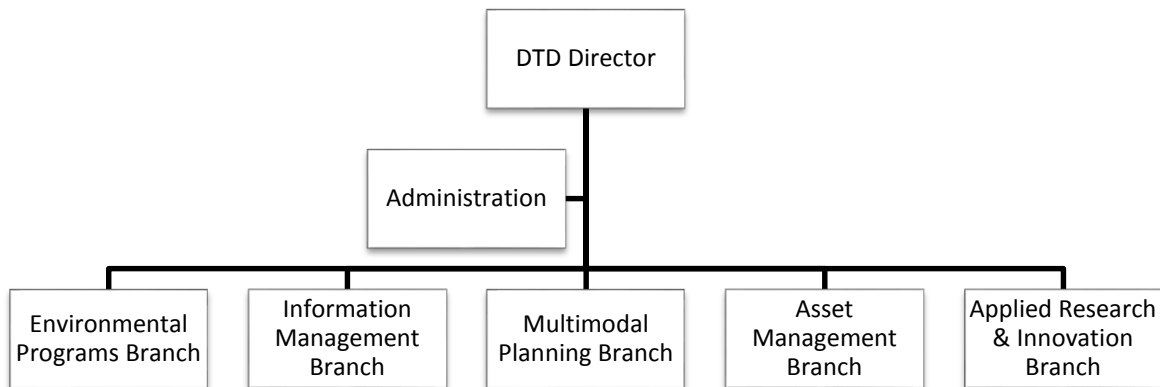 DTD Director
Administration
Environmental
Programs Branch
Information
Management
Branch
Multimodal
Planning Branch
Asset
Management
Branch
Applied Research
& Innovation
Branch